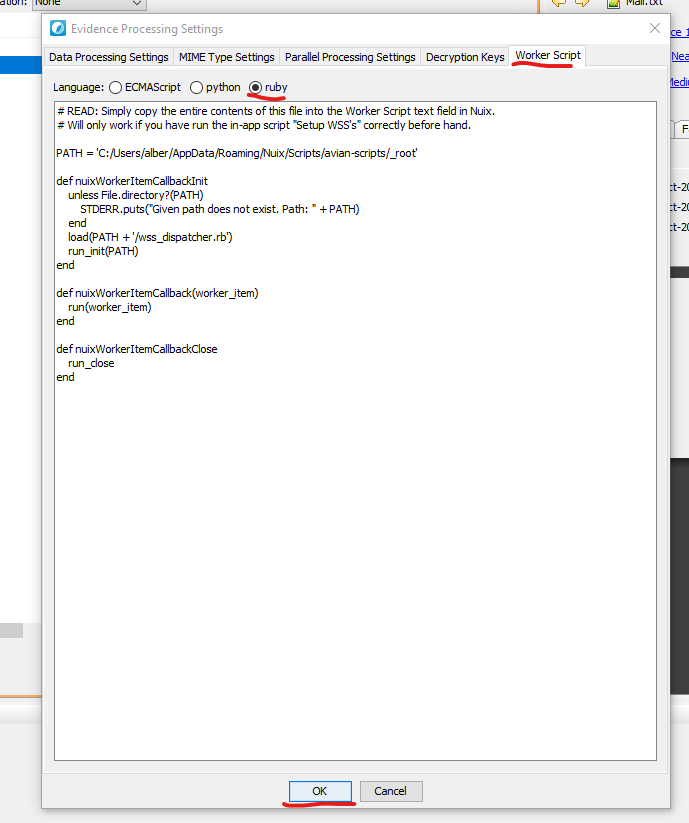 ation: None
Mail.txt
Evidence Processing Settings
Data Processing Settings MIME Type Settings Parallel Processing Settings Decryption Keys Worker Script
Language: ECMAScript python ruby
# READ: Simply copy the entire contents of this file into the Worker Script text field in Nuix.
# Will only work if you have run the in-app script "Setup WSS's" correctly before hand.
PATH = 'C:/Users/alber/AppData/Roaming/Nuix/Scripts/avian-scripts/_root'
def nuixWorkerItemCallbackInit
unless File.directory?(PATH)
STDERR.puts("Given path does not exist. Path: " + PATH)
end
load(PATH + '/wss_dispatcher.rb')
run_init(PATH)
end
def nuixWorkerItemCallback(worker_item)
run(worker_item)
end
def nuixWorkerItemCallbackClose
run_close
end
OK Cancel
ce 1
Nea
Medi
F
ct-20
ct-20
ct-20